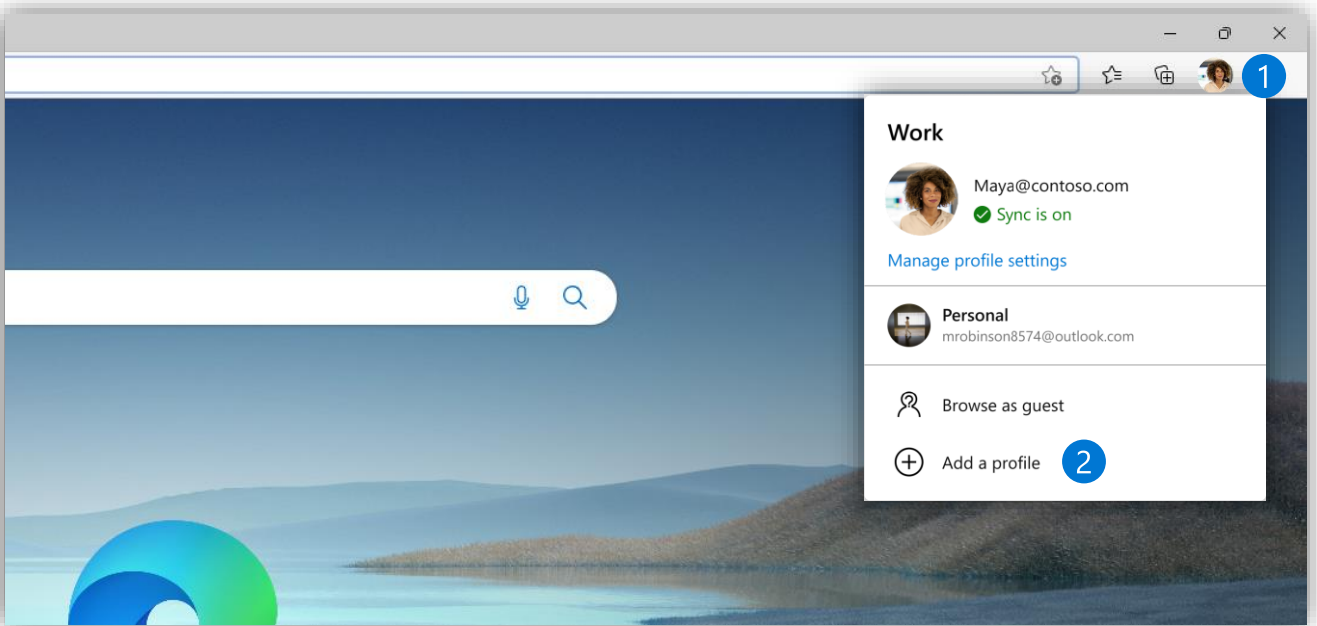 1
Work
Maya@contoso.com
Sync is on
Manage profile settings
Personal
mrobinson8574@outlook.com
Browse as guest
Add a profile 2